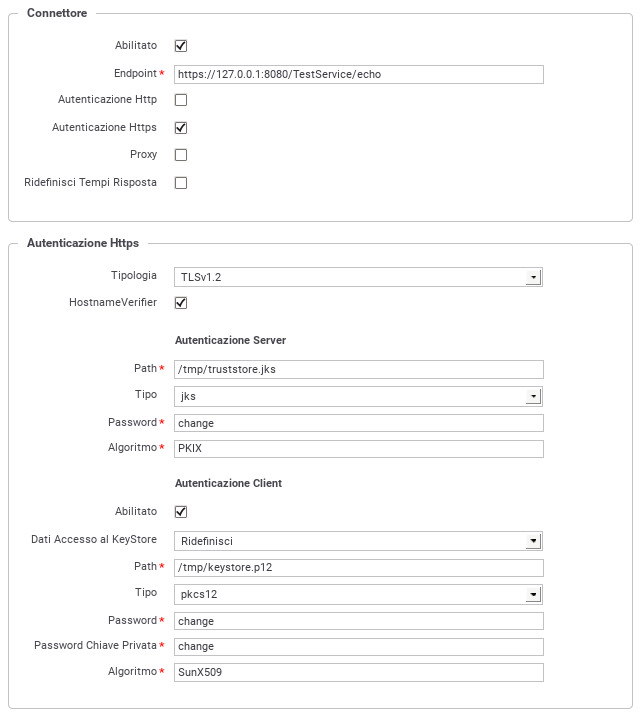 Connettore
Abilitato
Endpoint * https://127.0.0.1:8080/TestService/echo
Autenticazione Http
Autenticazione Https
Proxy
Ridefinisci Tempi Risposta
Autenticazione Https
Tipologia TLSv1.2
HostnameVerifier
Autenticazione Server
Path * /tmp/truststore.jks
Tipo jks
Password * change
Algoritmo * PKIX
Autenticazione Client
Abilitato
Dati Accesso al KeyStore Ridefinisci
Path * /tmp/keystore.p12
Tipo pkcs12
Password * change
Password Chiave Privata * change
Algoritmo * SunX509